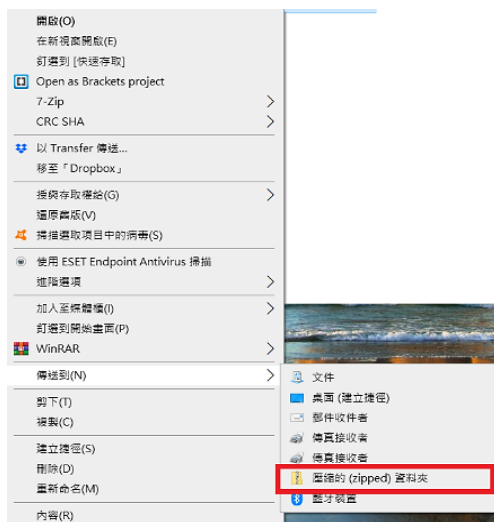 開啟(O)
在新視窗開啟(E)
釘選到 [快速存取]
Open as Brackets project
7-Zip
CRC SHA
以 Transfer 傳送...
移至「Dropbox」
授與存取權給(G)
還原舊版(V)
掃描選取項目中的病毒(S)
使用 ESET Endpoint Antivirus 掃描
進階選項
加入至媒體櫃(I)
釘選到開始畫面(P)
WinRAR
傳送到(N)
文件
桌面 (建立捷徑)
郵件收件者
傳真接收者
傳真接收者
壓縮的 (zipped) 資料夾
藍牙裝置
剪下(T)
複製(C)
建立捷徑(S)
刪除(D)
重新命名(M)
內容(R)